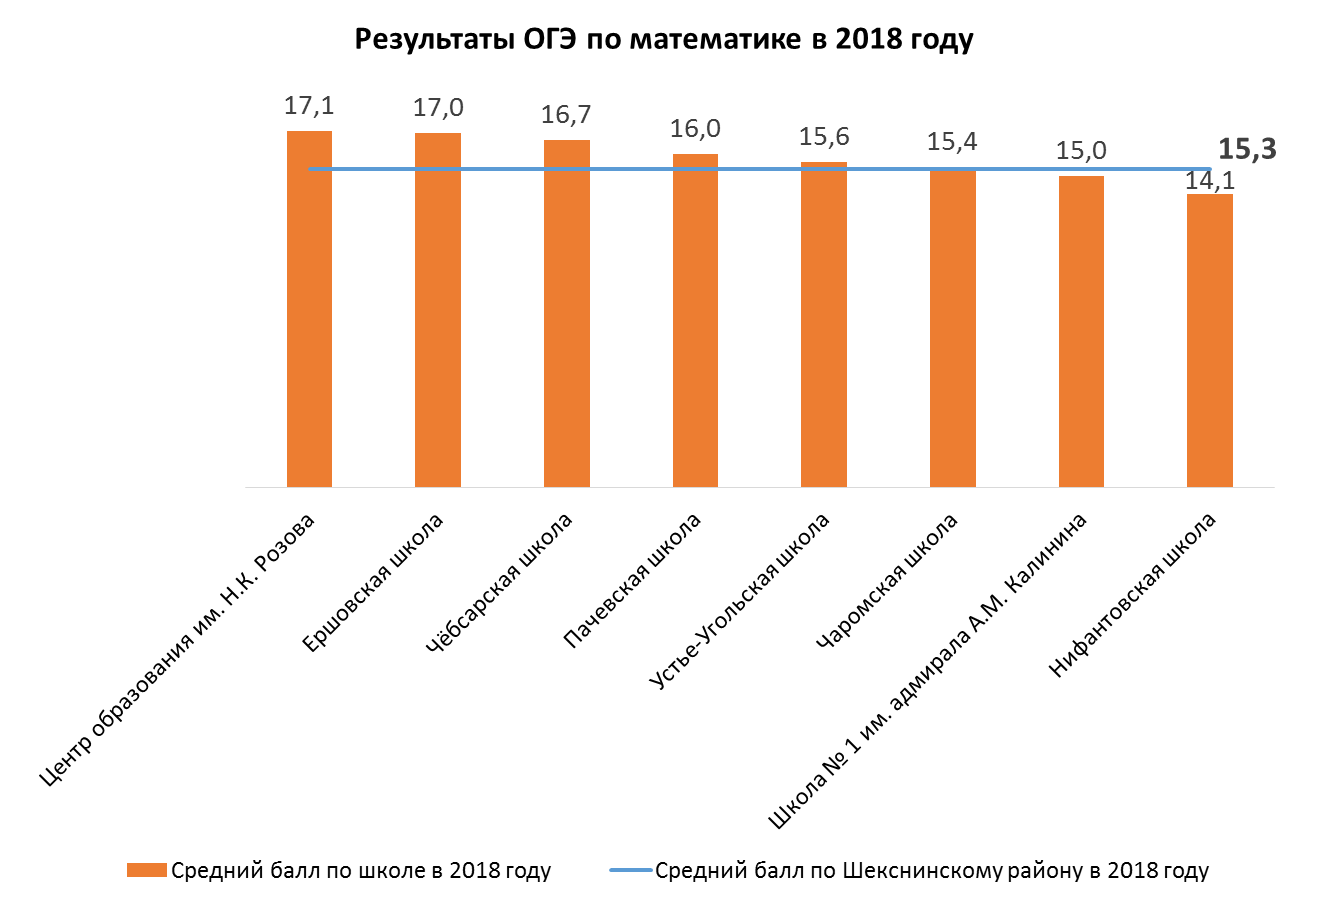 Результаты ОГЭ по математике в 2018 году
17,1
17,0
16,7
16,0
15,6
15,4
15,0
14,1
15,3
Центр образования им. Н.К. Розова
Ершовская школа
Чёбсарская школа
Пачевская школа
Устье-Угольская школа
Чаромская школа
Школа № 1 им. адмирала А.М. Калинина
Нифантовская школа
Средний балл по школе в 2018 году
Средний балл по Шекснинскому району в 2018 году